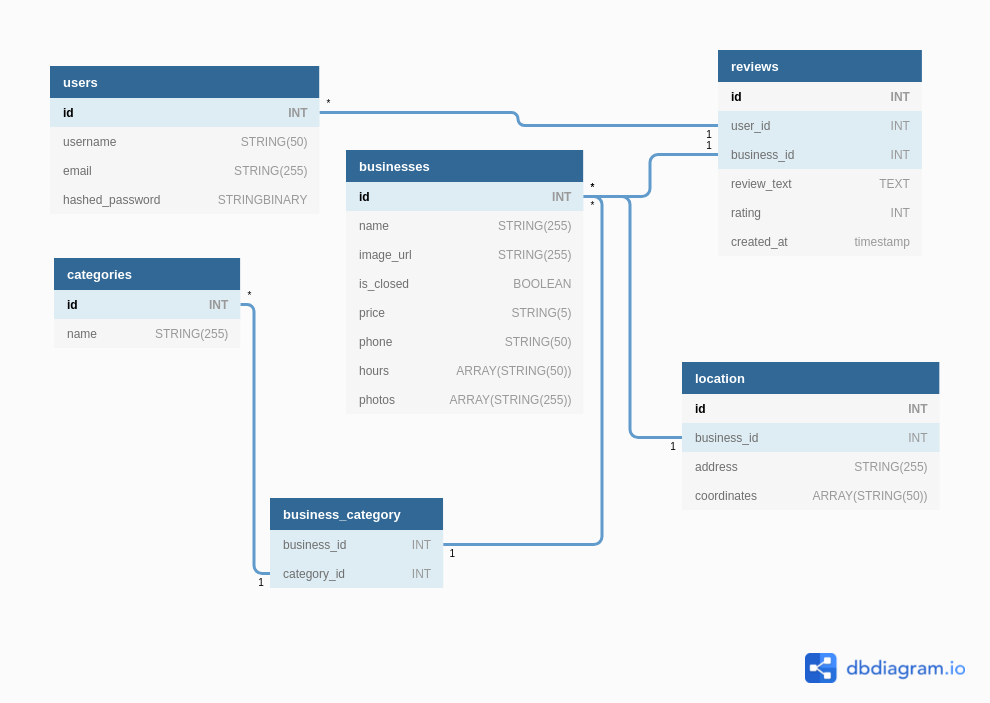 users
id INT
username STRING(50)
email STRING(255)
hashed_password STRINGBINARY
*
reviews
id INT
user_id INT
business_id INT
review_text TEXT
rating INT
created_at timestamp
1
1
businesses
id INT
name STRING(255)
image_url STRING(255)
is_closed BOOLEAN
price STRING(5)
phone STRING(50)
hours ARRAY(STRING(50))
photos ARRAY(STRING(255))
*
*
categories
id INT
name STRING(255)
*
location
id INT
business_id INT
address STRING(255)
coordinates ARRAY(STRING(50))
1
business_category
business_id INT
category_id INT
1
1
dbdiagram.io